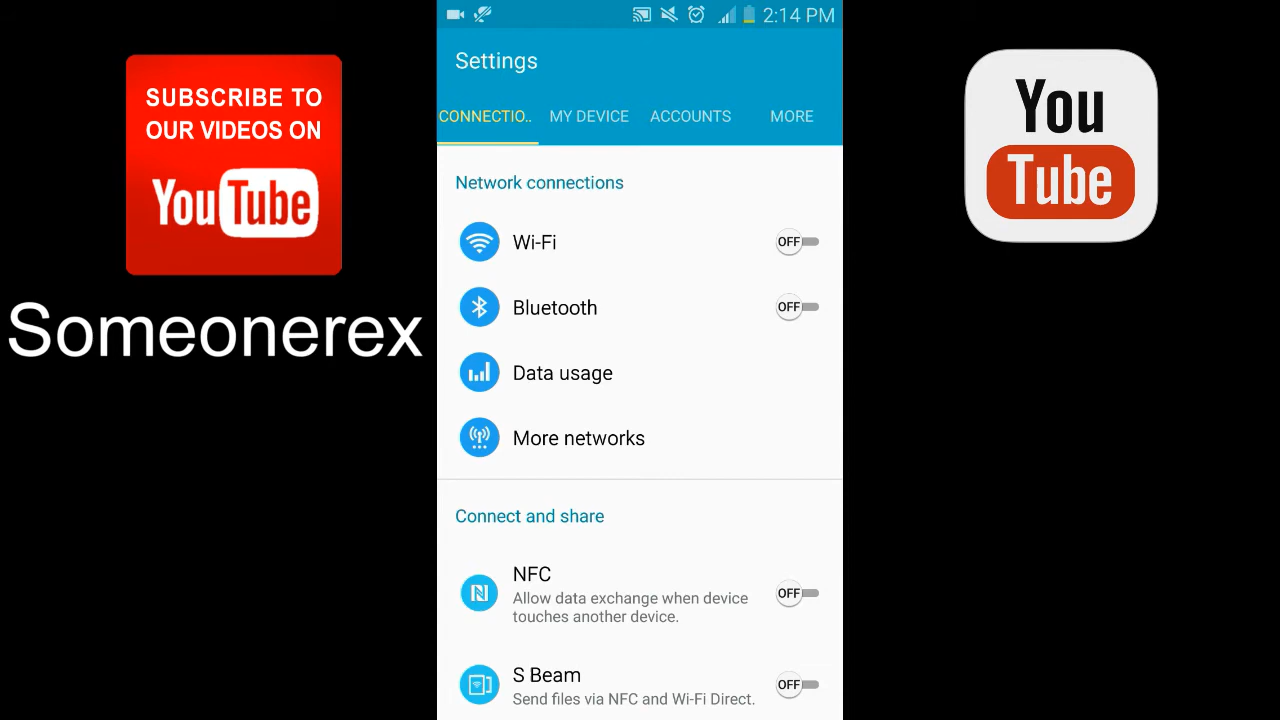 SUBSCRIBE TO
OUR VIDEOS ON
YouTube
Someonerex
2:14 PM
Settings
CONNECTIO.. MY DEVICE ACCOUNTS MORE
Network connections
Wi-Fi OFF
Bluetooth OFF
Data usage
More networks
Connect and share
NFC
Allow data exchange when device
touches another device.
OFF
S Beam
Send files via NFC and Wi-Fi Direct.
OFF
You
Tube